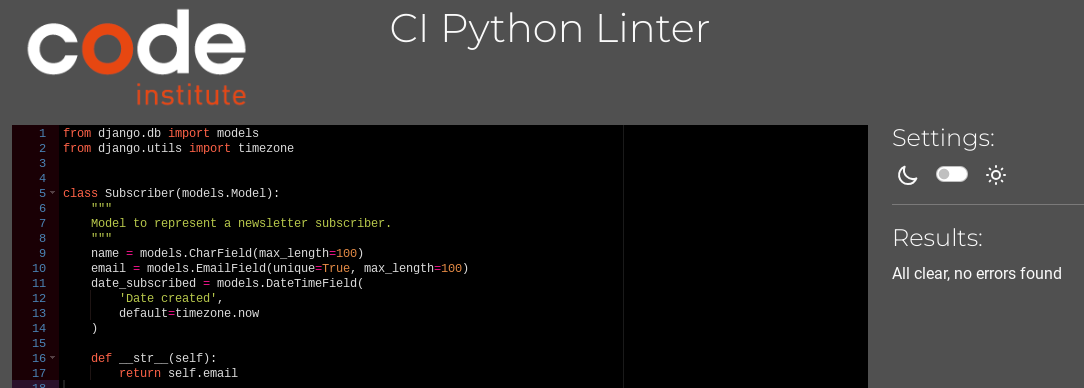 code
institute
CI Python Linter
1 from django.db import models
2 from django.utils import timezone
3
4
5 class Subscriber(models.Model):
6     """
7     Model to represent a newsletter subscriber.
8     """
9     name = models.CharField(max_length=100)
10     email = models.EmailField(unique=True, max_length=100)
11     date_subscribed = models.DateTimeField(
12         'Date created',
13         default=timezone.now
14     )
15
16     def __str__(self):
17         return self.email
18
Settings:
Results:
All clear, no errors found